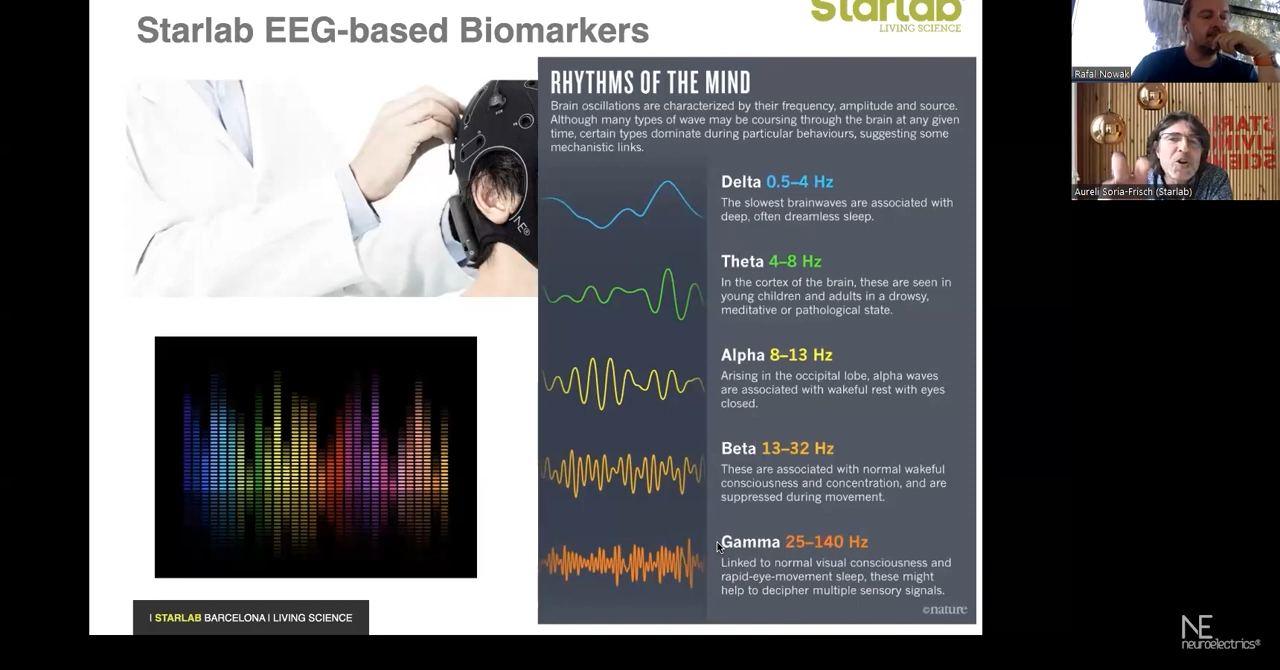 Starlab EEG-based Biomarkers
Starlab
LIVING SCIENCE
RHYTHMS OF THE MIND
Brain oscillations are characterized by their frequency, amplitude and source.
Although many types of wave may be coursing through the brain at any given
time, certain types dominate during particular behaviours, suggesting some
mechanistic links.
Delta 0.5–4 Hz
The slowest brainwaves are associated with
deep, often dreamless sleep.
Theta 4–8 Hz
In the cortex of the brain, these are seen in
young children and adults in a drowsy,
meditative or pathological state.
Alpha 8–13 Hz
Arising in the occipital lobe, alpha waves
are associated with wakeful rest with eyes
closed.
Beta 13–32 Hz
These are associated with normal wakeful
consciousness and concentration, and are
suppressed during movement.
Gamma 25–140 Hz
Linked to normal visual consciousness and
rapid-eye-movement sleep, these might
help to decipher multiple sensory signals.
©nature
NE®
| STARLAB BARCELONA | LIVING SCIENCE
Rafal Nowak
Aureli Soria-Frisch (Starlab)
NE
neuroelectrics®